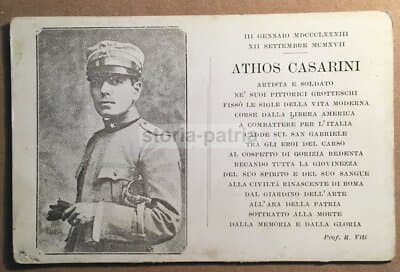 III GENNAIO MDCCCLXXXIII
XII SETTEMBRE MCMXVII
ATHOS CASARINI
ARTISTA E SOLDATO
NE' SUOI PITTORICI GROTTESCHI
FISSÒ LE SIGLE DELLA VITA MODERNA
CORSE DALLA LIBERA AMERICA
A COMBATTERE PER L'ITALIA
CADDE SUL SAN GABRIELE
TRA GLI EROI DEL CARSO
AL COSPETTO DI GORIZIA REDENTA
RECANDO TUTTA LA GIOVINEZZA
DEL SUO SPIRITO E DEL SUO SANGUE
ALLA CIVILTÀ RINASCENTE DI ROMA
DAL GIARDINO DELL'ARTE
ALL'ARA DELLA PATRIA
SOTTRATTO ALLA MORTE
DALLA MEMORIA E DALLA GLORIA
Prof. R. Viti
storia-patria